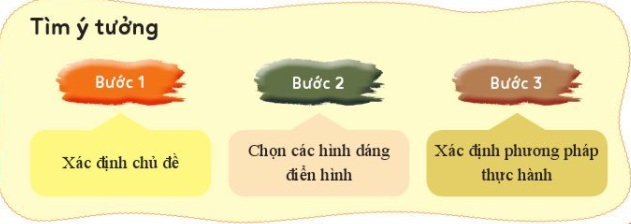 Tìm ý tưởng
Bước 1
Bước 2
Bước 3
Xác định chủ đề
Chọn các hình dáng
điển hình
Xác định phương pháp
thực hành